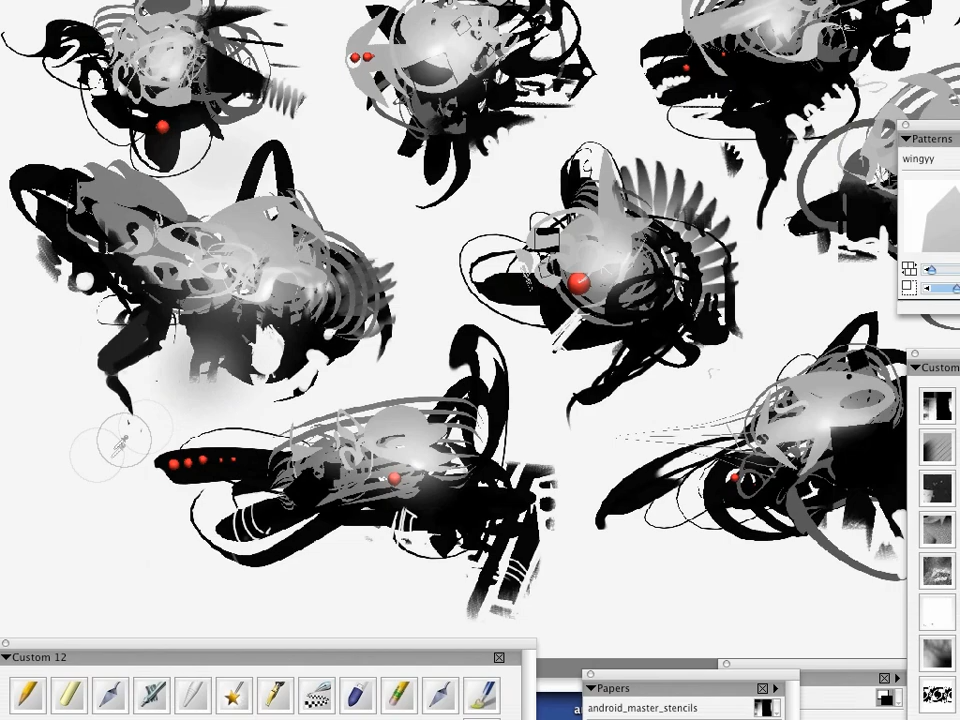 Patterns
wingyy
Custom
Custom 12
Papers
android_master_stencils